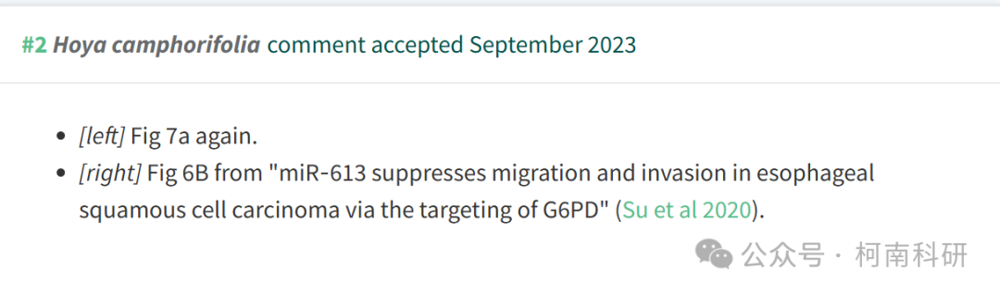 #2 Hoya camphorifolia comment accepted September 2023
• [left] Fig 7a again.
• [right] Fig 6B from "miR-613 suppresses migration and invasion in esophageal
squamous cell carcinoma via the targeting of G6PD" (Su et al 2020).
公众号 · 柯南科研